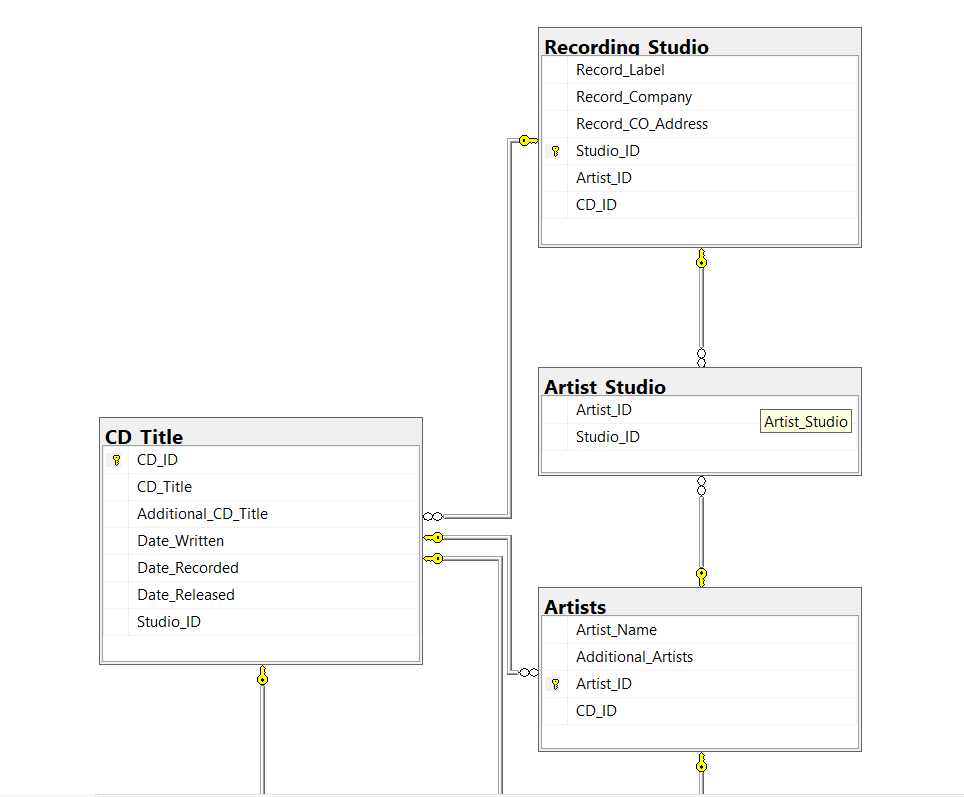 Recording_Studio
Record_Label
Record_Company
Record_CO_Address
Studio_ID
Artist_ID
CD_ID
Artist_Studio
Artist_ID
Studio_ID
Artist_Studio
CD_Title
CD_ID
CD_Title
Additional_CD_Title
Date_Written
Date_Recorded
Date_Released
Studio_ID
Artists
Artist_Name
Additional_Artists
Artist_ID
CD_ID